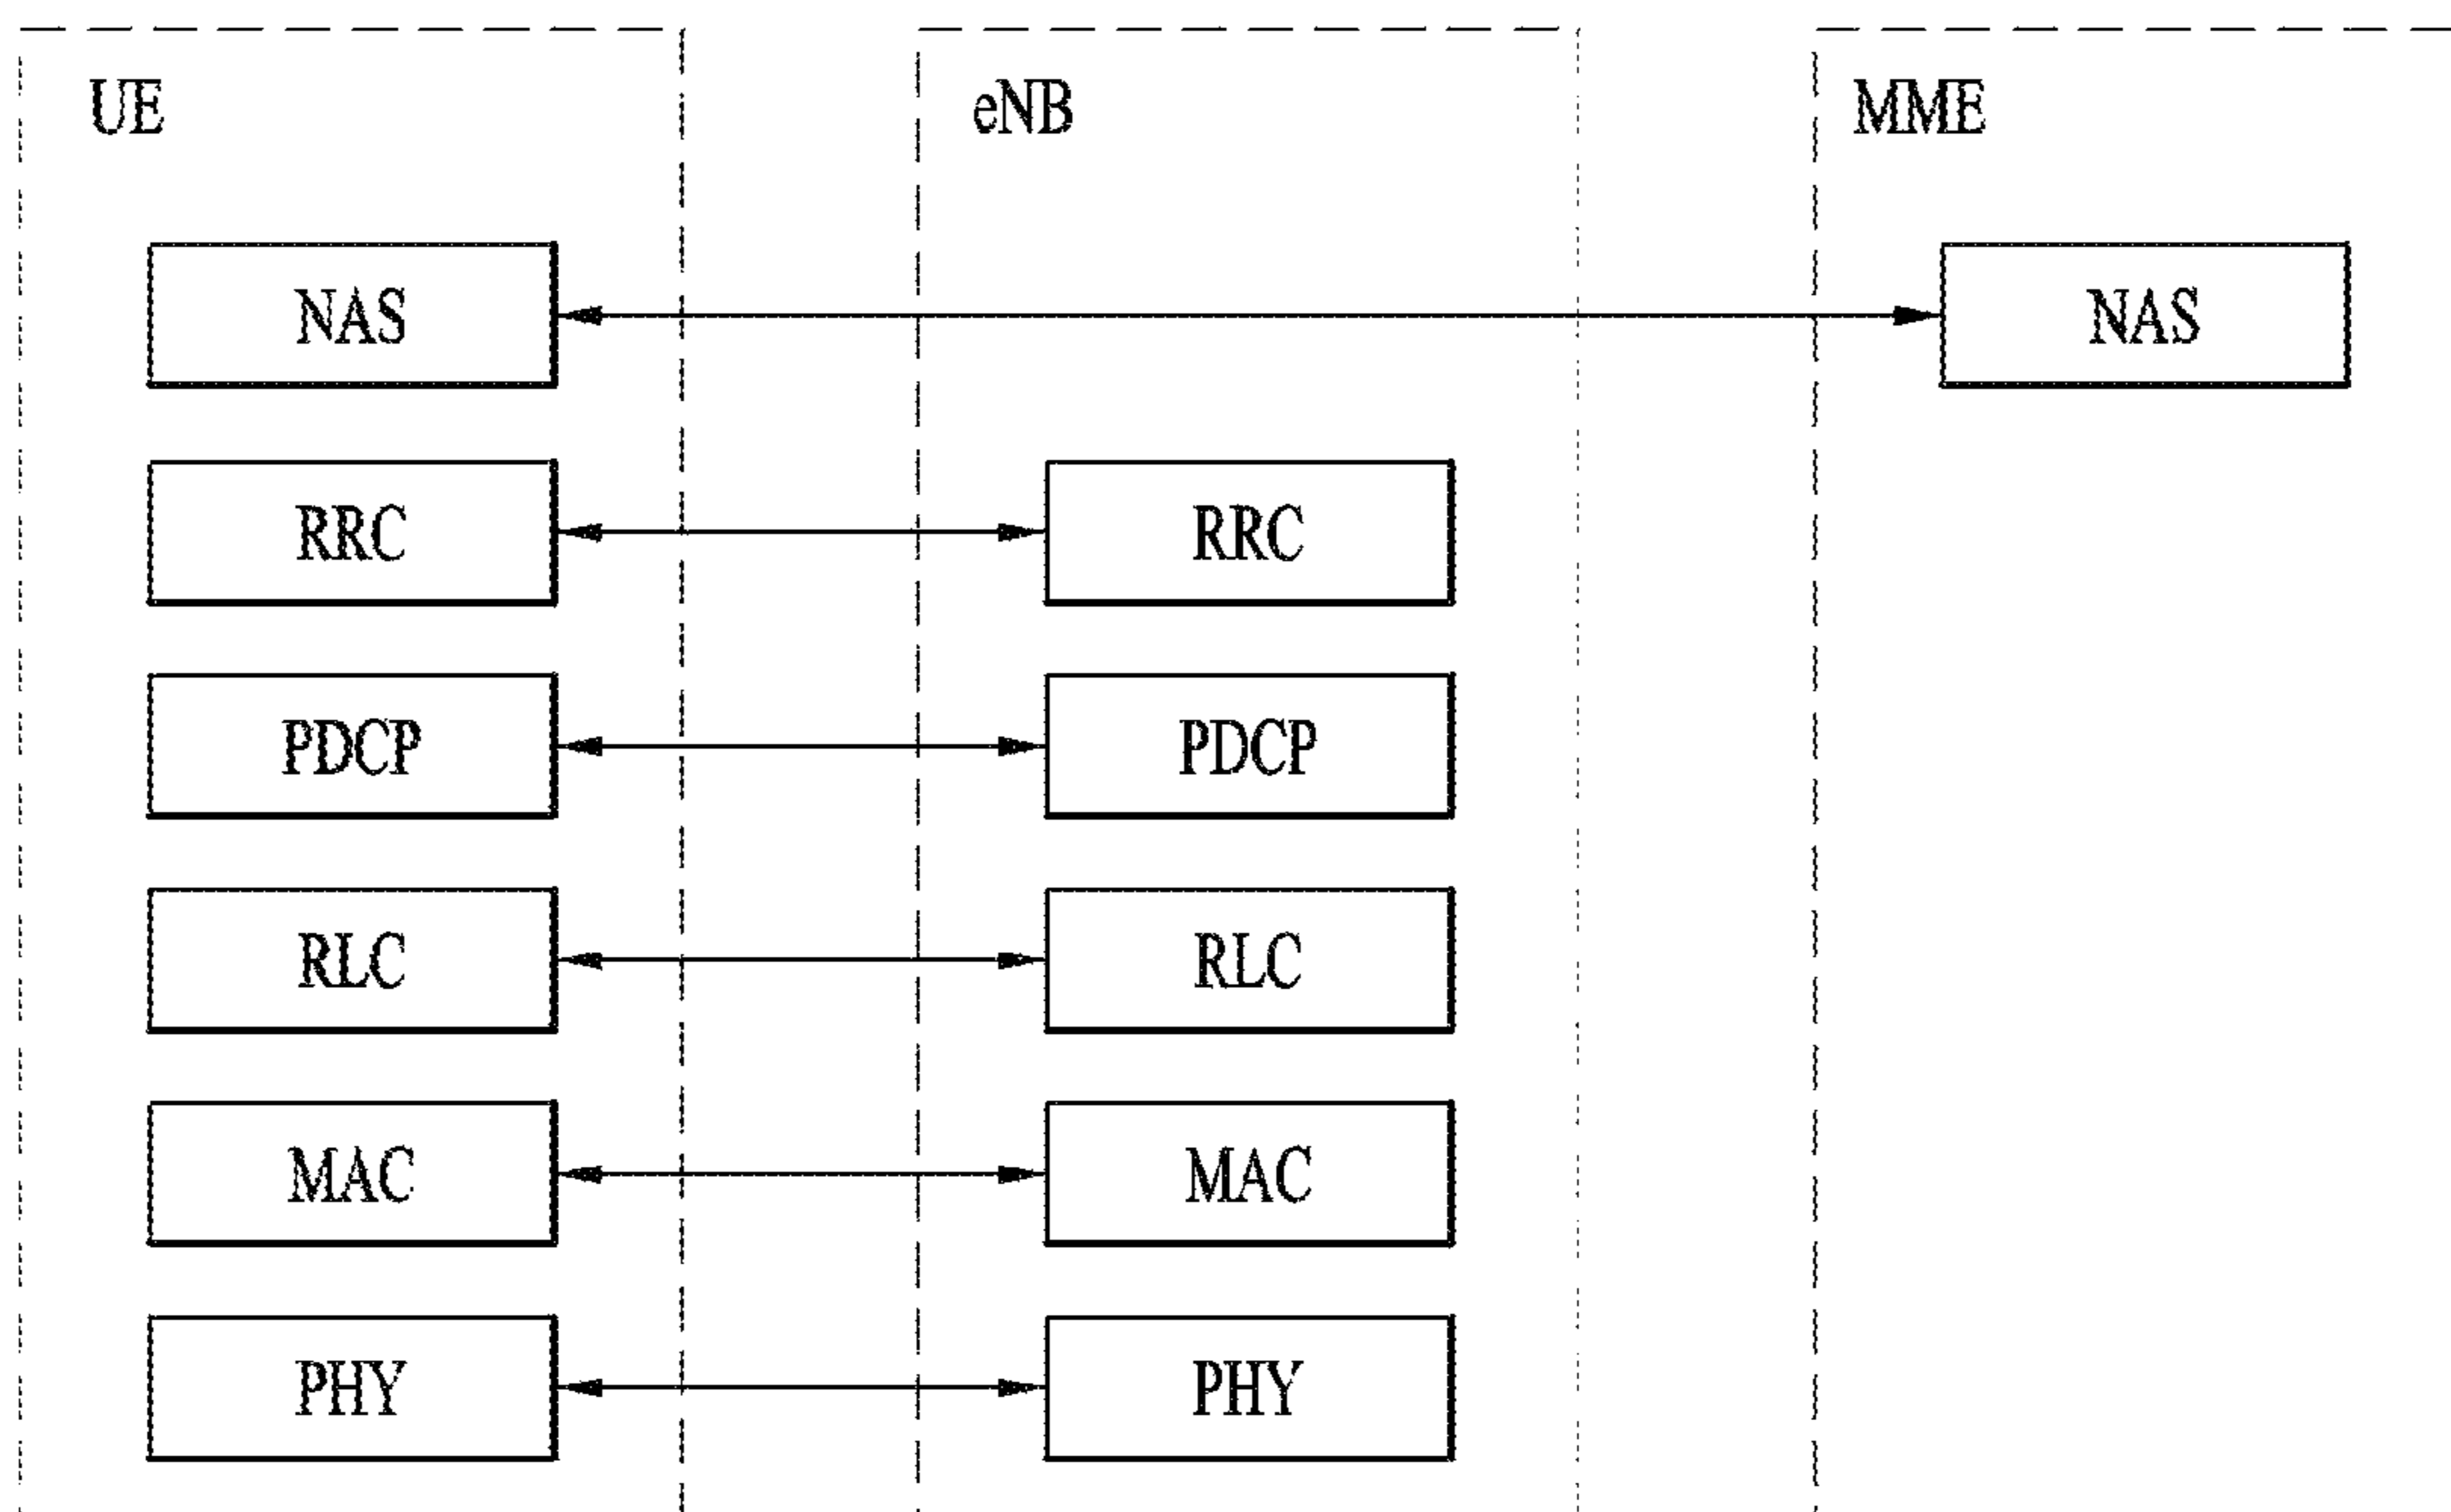 UE eNB MME
NAS NAS
RRC RRC
PDCP PDCP
RLC RLC
MAC MAC
PHY PHY